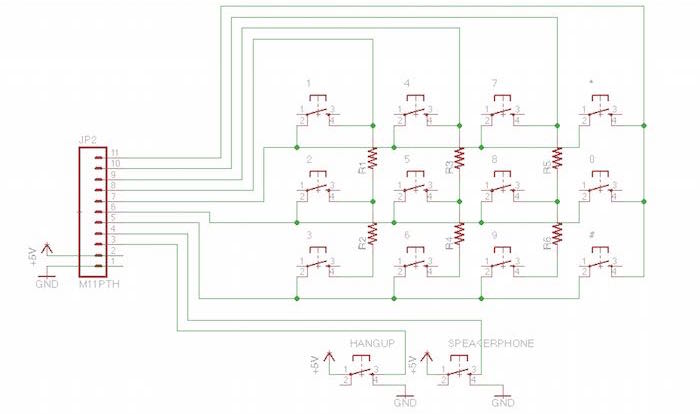 1 4 7 *
1 3 1 3 1 3 1 3
2 4 2 4 2 4 2 4
JP2
11
10
9
8
7
6
5
4
3
2
1
M11PTH
+5V
GND
R1 R3 R5
2 5 8 0
1 3 1 3 1 3 1 3
2 4 2 4 2 4 2 4
R2 R4 R6
3 6 9 #
1 3 1 3 1 3 1 3
2 4 2 4 2 4 2 4
HANGUP SPEAKERPHONE
+5V +5V
1 3 1 3
2 4 2 4
GND GND